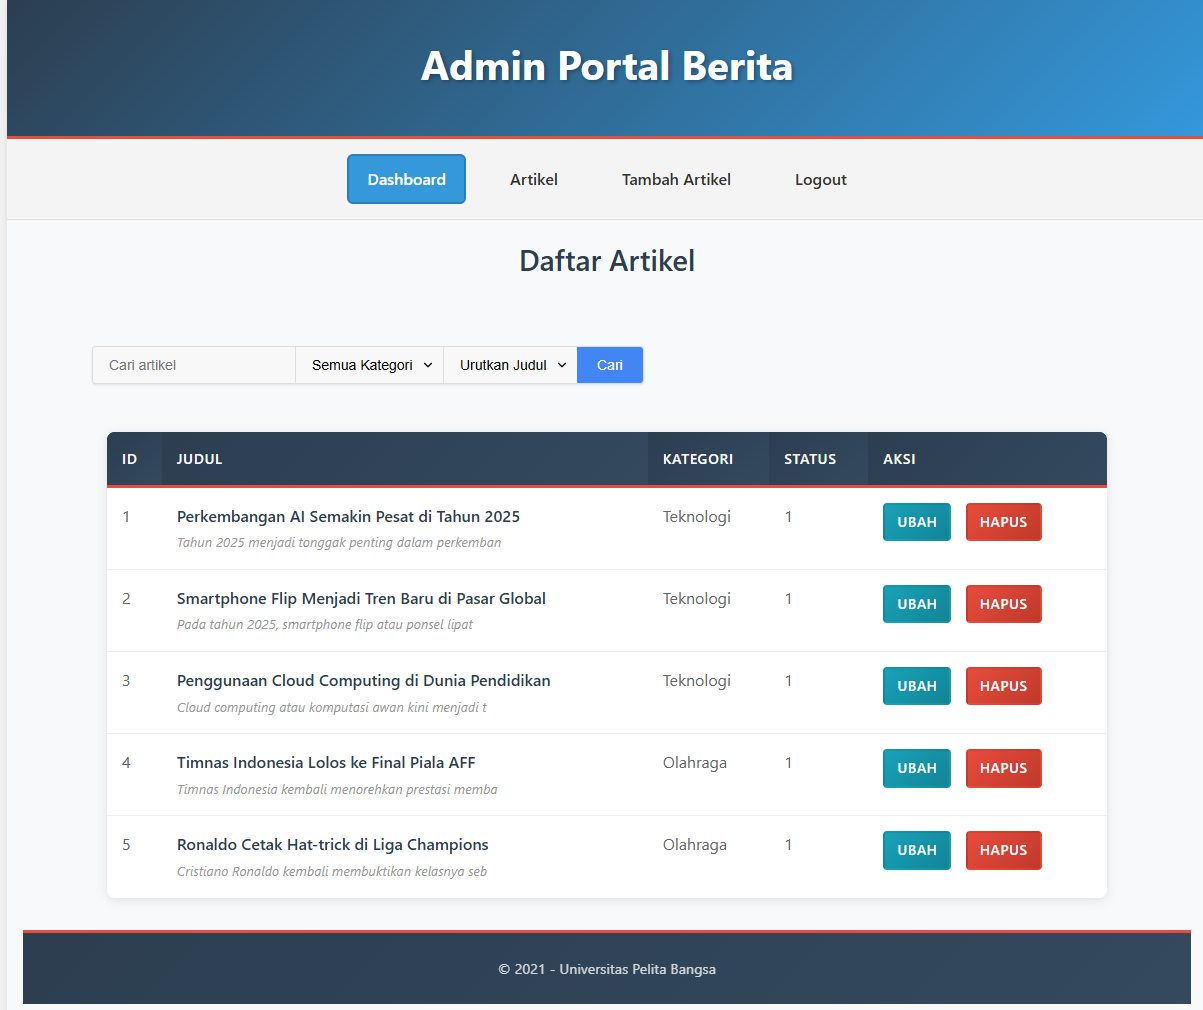 Admin Portal Berita
Dashboard Artikel Tambah Artikel Logout
Daftar Artikel
Cari artikel Semua Kategori Urutkan Judul Cari
ID JUDUL KATEGORI STATUS AKSI
1 Perkembangan AI Semakin Pesat di Tahun 2025 Teknologi 1 UBAH HAPUS
Tahun 2025 menjadi tonggak penting dalam perkemban
2 Smartphone Flip Menjadi Tren Baru di Pasar Global Teknologi 1 UBAH HAPUS
Pada tahun 2025, smartphone flip atau ponsel lipat
3 Penggunaan Cloud Computing di Dunia Pendidikan Teknologi 1 UBAH HAPUS
Cloud computing atau komputasi awan kini menjadi t
4 Timnas Indonesia Lolos ke Final Piala AFF Olahraga 1 UBAH HAPUS
Timnas Indonesia kembali menorehkan prestasi memba
5 Ronaldo Cetak Hat-trick di Liga Champions Olahraga 1 UBAH HAPUS
Cristiano Ronaldo kembali membuktikan kelasnya seb
© 2021 - Universitas Pelita Bangsa